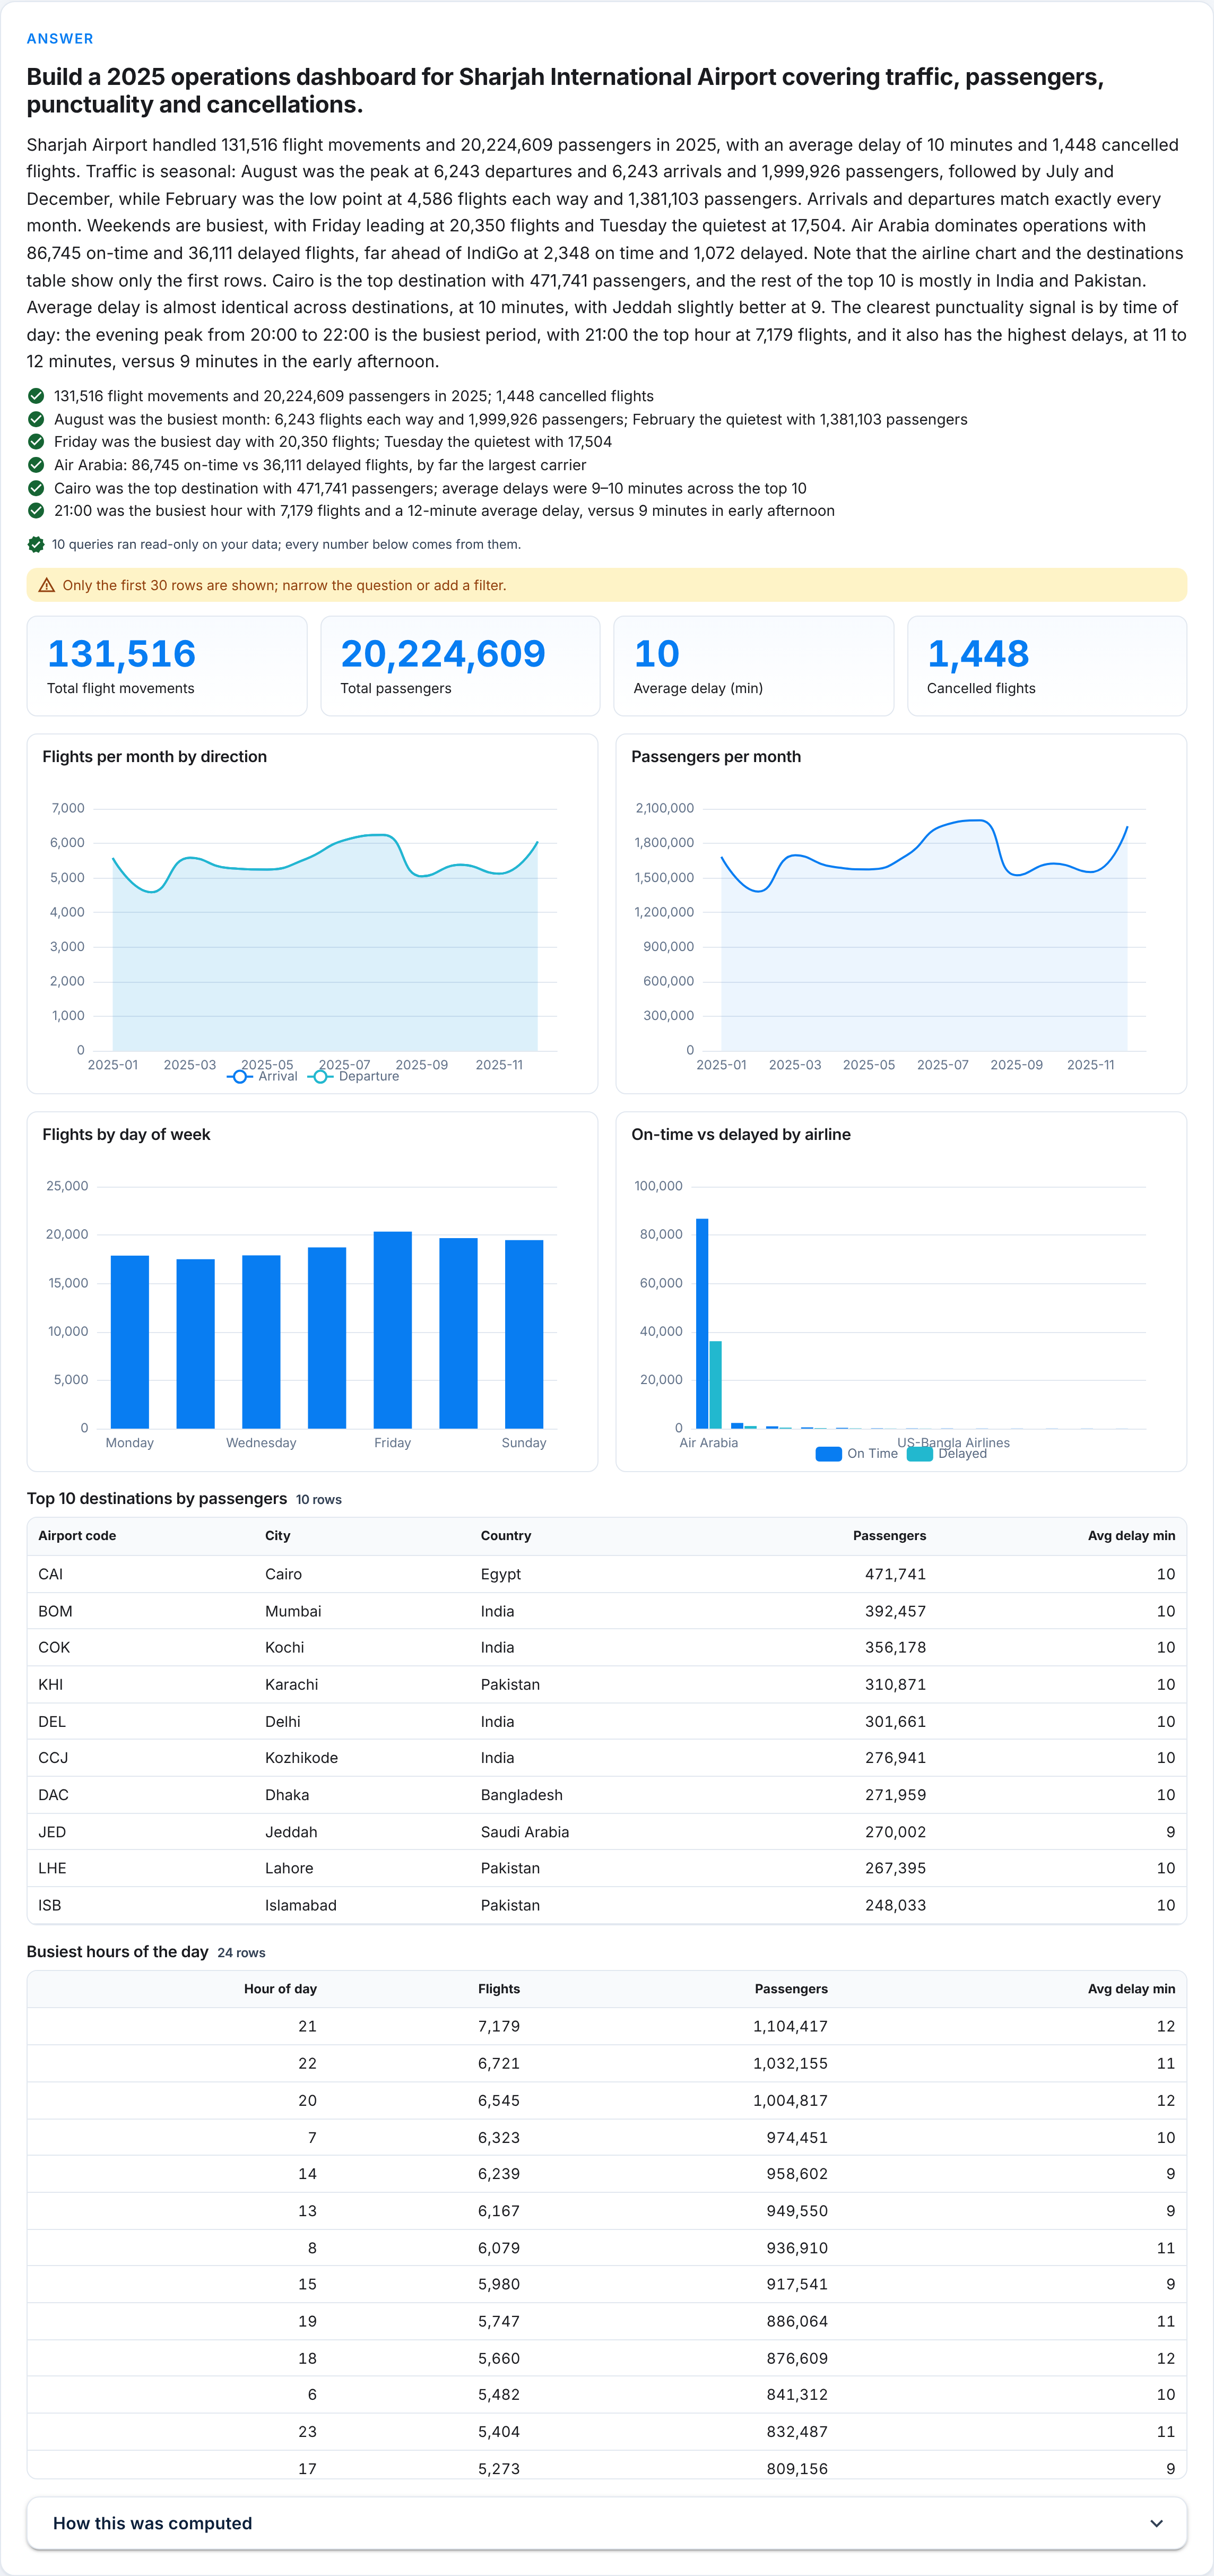 ANSWER
Build a 2025 operations dashboard for Sharjah International Airport covering traffic, passengers,
punctuality and cancellations.
Sharjah Airport handled 131,516 flight movements and 20,224,609 passengers in 2025, with an average delay of 10 minutes and 1,448 cancelled
flights. Traffic is seasonal: August was the peak at 6,243 departures and 6,243 arrivals and 1,999,926 passengers, followed by July and
December, while February was the low point at 4,586 flights each way and 1,381,103 passengers. Arrivals and departures match exactly every
month. Weekends are busiest, with Friday leading at 20,350 flights and Tuesday the quietest at 17,504. Air Arabia dominates operations with
86,745 on-time and 36,111 delayed flights, far ahead of IndiGo at 2,348 on time and 1,072 delayed. Note that the airline chart and the destinations
table show only the first rows. Cairo is the top destination with 471,741 passengers, and the rest of the top 10 is mostly in India and Pakistan.
Average delay is almost identical across destinations, at 10 minutes, with Jeddah slightly better at 9. The clearest punctuality signal is by time of
day: the evening peak from 20:00 to 22:00 is the busiest period, with 21:00 the top hour at 7,179 flights, and it also has the highest delays, at 11 to
12 minutes, versus 9 minutes in the early afternoon.
131,516 flight movements and 20,224,609 passengers in 2025; 1,448 cancelled flights
August was the busiest month: 6,243 flights each way and 1,999,926 passengers; February the quietest with 1,381,103 passengers
Friday was the busiest day with 20,350 flights; Tuesday the quietest with 17,504
Air Arabia: 86,745 on-time vs 36,111 delayed flights, by far the largest carrier
Cairo was the top destination with 471,741 passengers; average delays were 9–10 minutes across the top 10
21:00 was the busiest hour with 7,179 flights and a 12-minute average delay, versus 9 minutes in early afternoon
10 queries ran read-only on your data; every number below comes from them.
Only the first 30 rows are shown; narrow the question or add a filter.
131,516 20,224,609 10 1,448
Total flight movements Total passengers Average delay (min) Cancelled flights
Flights per month by direction
7,000
6,000
5,000
4,000
3,000
2,000
1,000
0
2025-01 2025-03 2025-05 2025-07 2025-09 2025-11
Arrival Departure
Passengers per month
2,100,000
1,800,000
1,500,000
1,200,000
900,000
600,000
300,000
0
2025-01 2025-03 2025-05 2025-07 2025-09 2025-11
Flights by day of week
25,000
20,000
15,000
10,000
5,000
0
Monday Wednesday Friday Sunday
On-time vs delayed by airline
100,000
80,000
60,000
40,000
20,000
0
Air Arabia US-Bangla Airlines
On Time Delayed
Top 10 destinations by passengers 10 rows
Airport code City Country Passengers Avg delay min
CAI Cairo Egypt 471,741 10
BOM Mumbai India 392,457 10
COK Kochi India 356,178 10
KHI Karachi Pakistan 310,871 10
DEL Delhi India 301,661 10
CCJ Kozhikode India 276,941 10
DAC Dhaka Bangladesh 271,959 10
JED Jeddah Saudi Arabia 270,002 9
LHE Lahore Pakistan 267,395 10
ISB Islamabad Pakistan 248,033 10
Busiest hours of the day 24 rows
Hour of day Flights Passengers Avg delay min
21 7,179 1,104,417 12
22 6,721 1,032,155 11
20 6,545 1,004,817 12
7 6,323 974,451 10
14 6,239 958,602 9
13 6,167 949,550 9
8 6,079 936,910 11
15 5,980 917,541 9
19 5,747 886,064 11
18 5,660 876,609 12
6 5,482 841,312 10
23 5,404 832,487 11
17 5,273 809,156 9
How this was computed